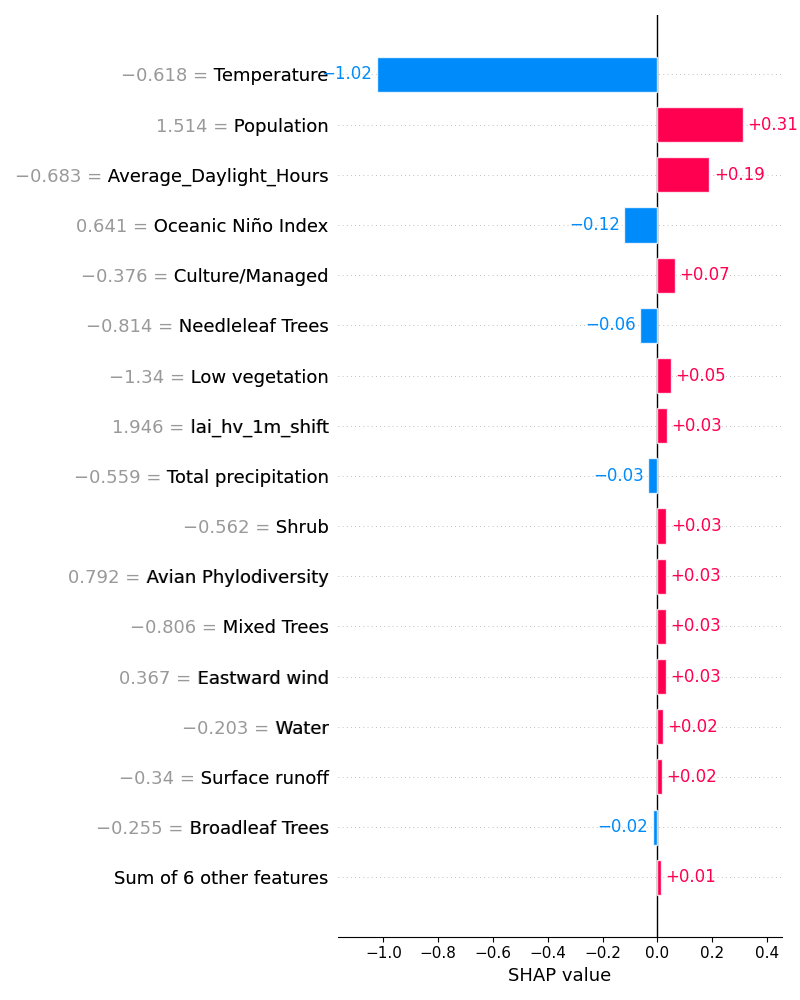 −0.618 = Temperature −1.02
1.514 = Population +0.31
−0.683 = Average_Daylight_Hours +0.19
0.641 = Oceanic Niño Index −0.12
−0.376 = Culture/Managed +0.07
−0.814 = Needleleaf Trees −0.06
−1.34 = Low vegetation +0.05
1.946 = lai_hv_1m_shift +0.03
−0.559 = Total precipitation −0.03
−0.562 = Shrub +0.03
0.792 = Avian Phylodiversity +0.03
−0.806 = Mixed Trees +0.03
0.367 = Eastward wind +0.03
−0.203 = Water +0.02
−0.34 = Surface runoff +0.02
−0.255 = Broadleaf Trees −0.02
Sum of 6 other features +0.01
−1.0 −0.8 −0.6 −0.4 −0.2 0.0 0.2 0.4
SHAP value